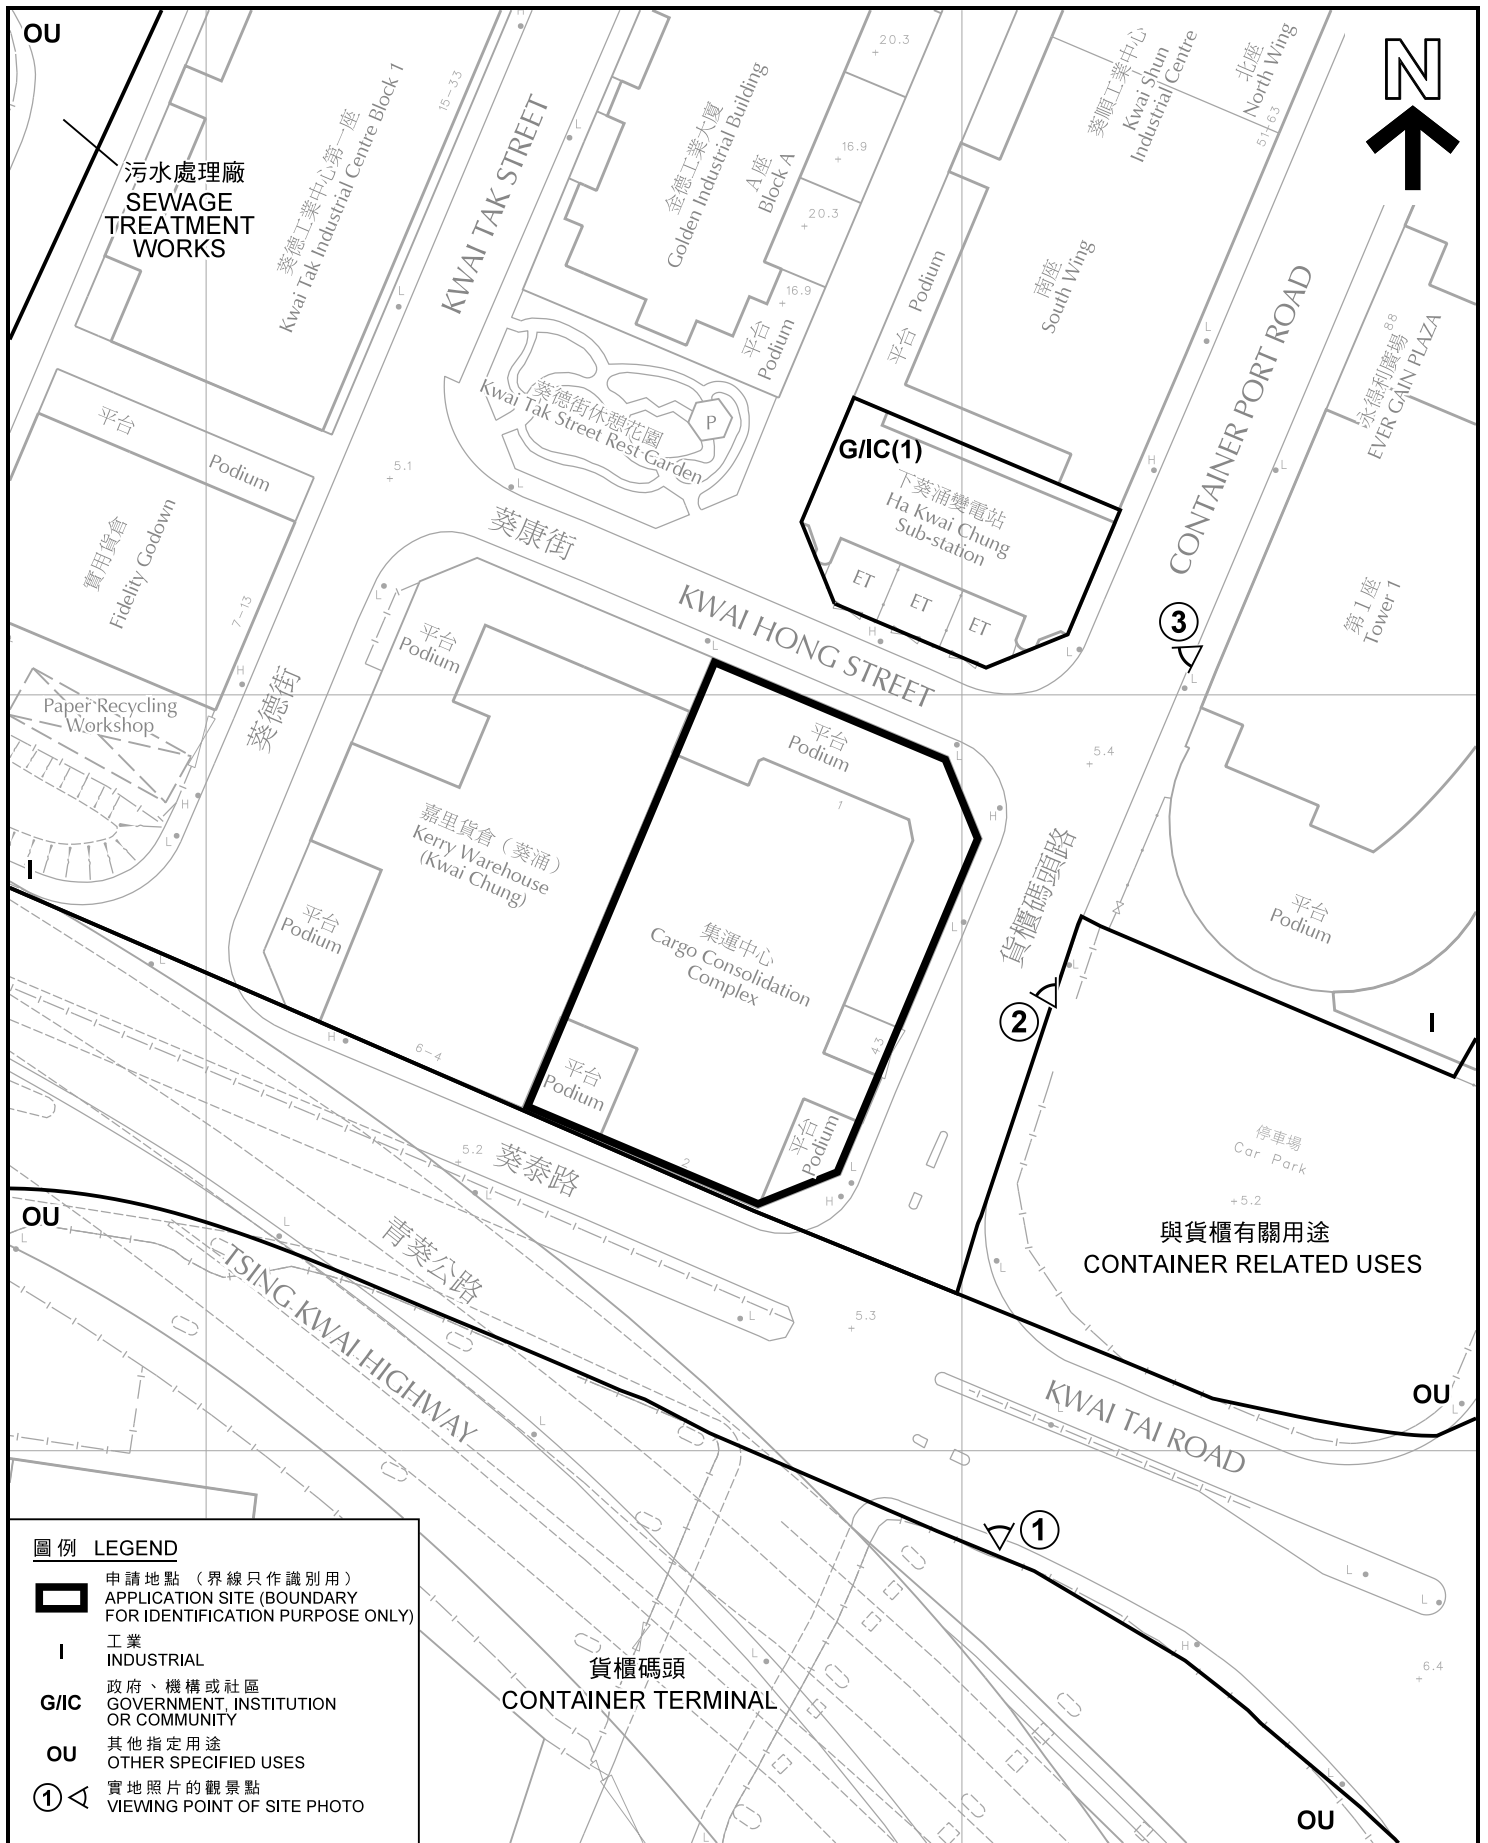 OU
污水處理廠
SEWAGE
TREATMENT
WORKS
葵德工業中心第一座
Kwai Tak Industrial Centre Block 1
15-33
KWAI TAK STREET
金德工業大廈
Golden Industrial Building
A座
Block A
20.3
16.9
20.3
16.9
平台
Podium
平台 Podium
葵順工業中心
Kwai Shun
Industrial Centre
北座
North Wing
51-63
南座
South Wing
N
CONTAINER PORT ROAD
88
永得利廣場
EVER GAIN PLAZA
第1座
Tower 1
平台
Podium
葵德街休憩花園
Kwai Tak Street Rest Garden
P
G/IC(1)
下葵涌變電站
Ha Kwai Chung
Sub-station
ET
ET
ET
平台
Podium
5.1
實用貨倉
Fidelity Godown
7-13
葵康街
KWAI HONG STREET
3
Paper Recycling
Workshop
葵德街
平台
Podium
平台
Podium
1
5.4
嘉里貨倉（葵涌）
Kerry Warehouse
(Kwai Chung)
平台
Podium
集運中心
Cargo Consolidation
Complex
貨櫃碼頭路
I
2
I
6-4
43
平台
Podium
平台
Podium
2
5.2
葵泰路
停車場
Car Park
5.2
與貨櫃有關用途
CONTAINER RELATED USES
OU
青葵公路
TSING KWAI HIGHWAY
5.3
KWAI TAI ROAD
OU
1
貨櫃碼頭
CONTAINER TERMINAL
6.4
OU
圖例 LEGEND
申請地點 （界線只作識別用）
APPLICATION SITE (BOUNDARY
FOR IDENTIFICATION PURPOSE ONLY)
I
工業
INDUSTRIAL
G/IC
政府、機構或社區
GOVERNMENT, INSTITUTION
OR COMMUNITY
OU
其他指定用途
OTHER SPECIFIED USES
1
實地照片的觀景點
VIEWING POINT OF SITE PHOTO